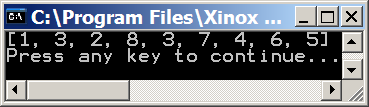 C:\Program Files\Xinox ...
[1, 3, 2, 8, 3, 7, 4, 6, 5]
Press any key to continue...